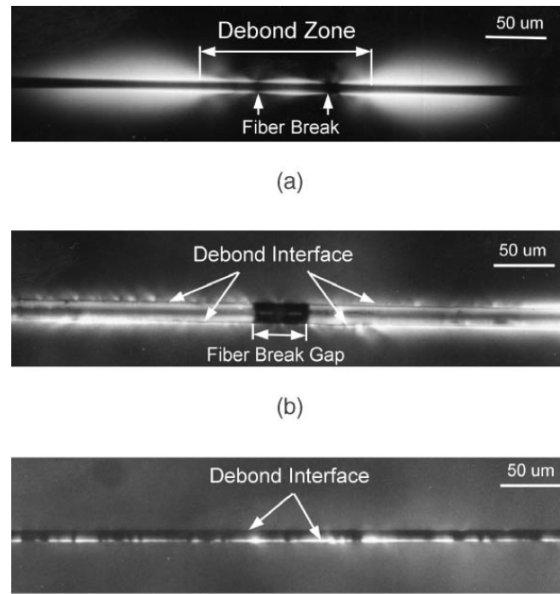 Debond Zone
50 um
Fiber Break
(a)
Debond Interface
50 um
Fiber Break Gap
(b)
Debond Interface
50 um